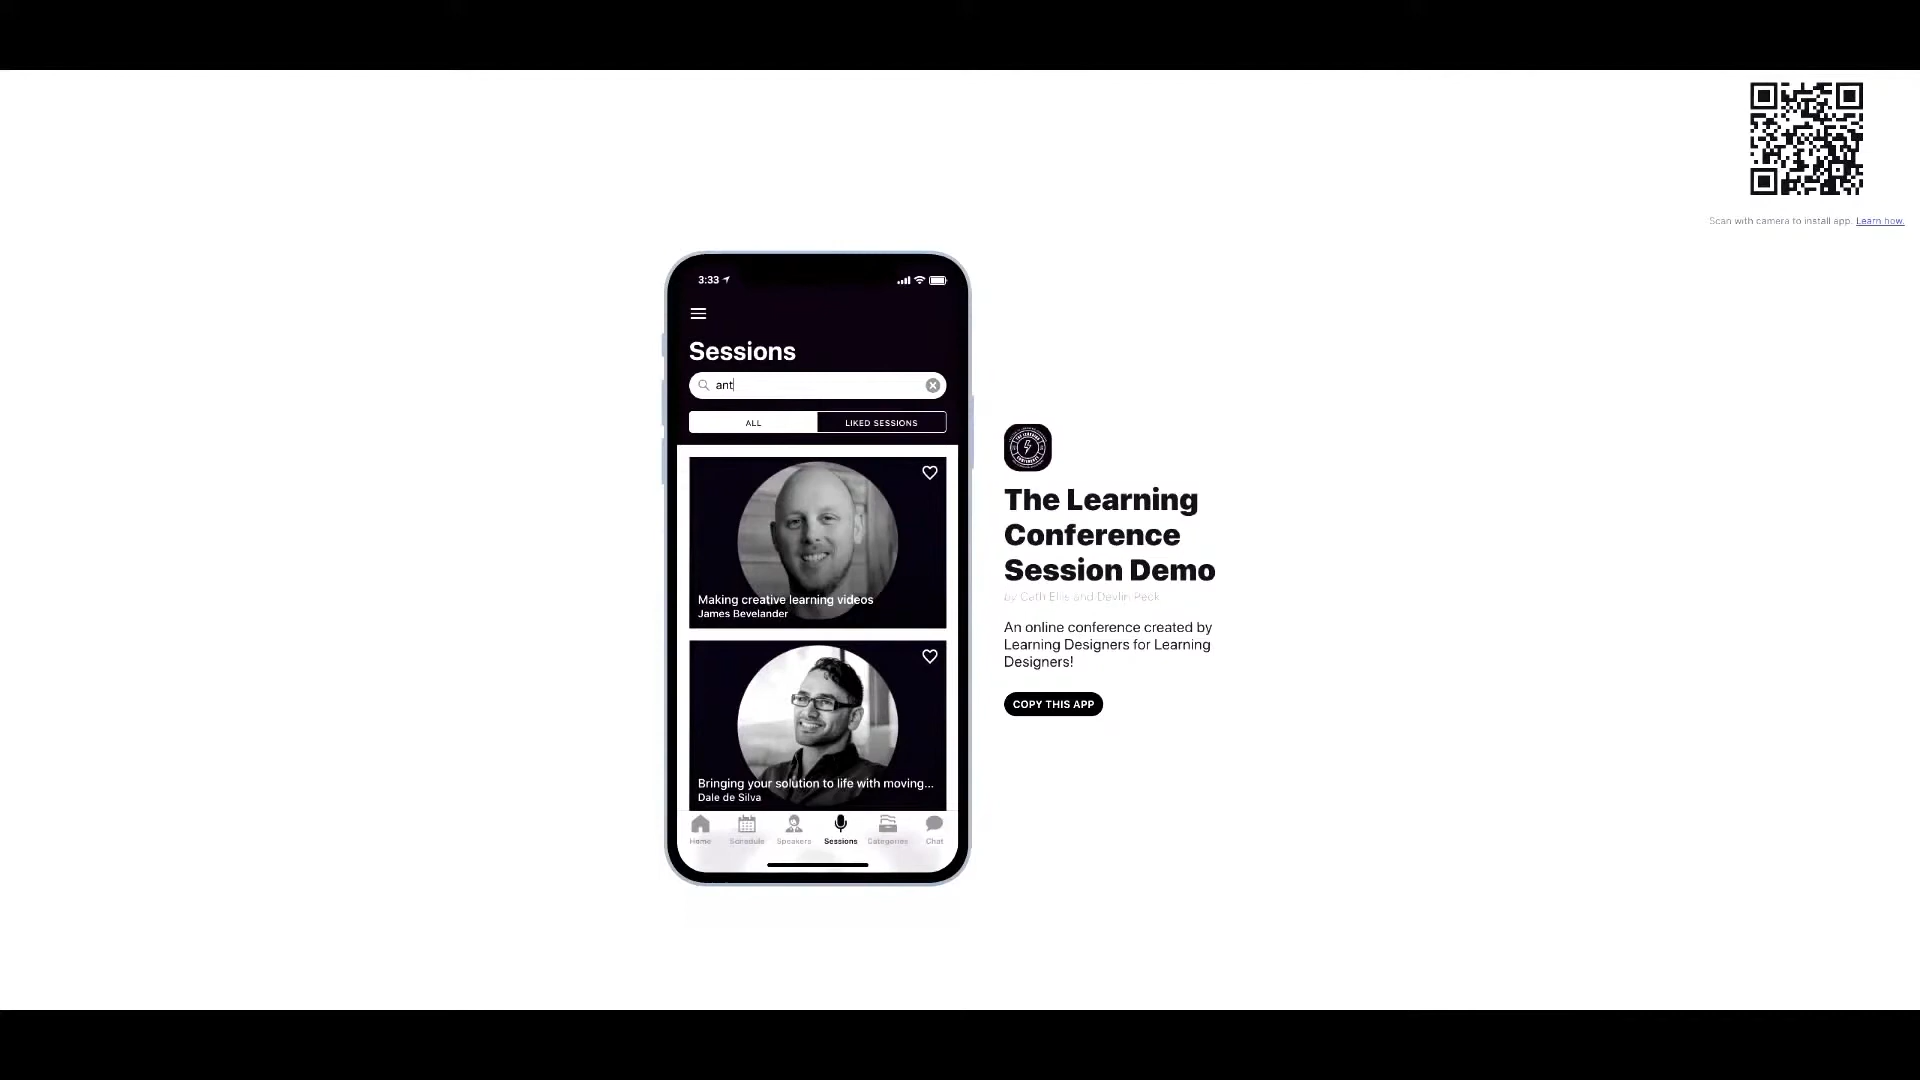 Scan with camera to install app. Learn how.
3:33
Sessions
ant
ALL
LIKED SESSIONS
Making creative learning videos
James Bevelander
Bringing your solution to life with moving...
Dale de Silva
Home
Schedule
Speakers
Sessions
Categories
Chat
The Learning
Conference
Session Demo
by Cath Ellis and Devlin Peck
An online conference created by
Learning Designers for Learning
Designers!
COPY THIS APP